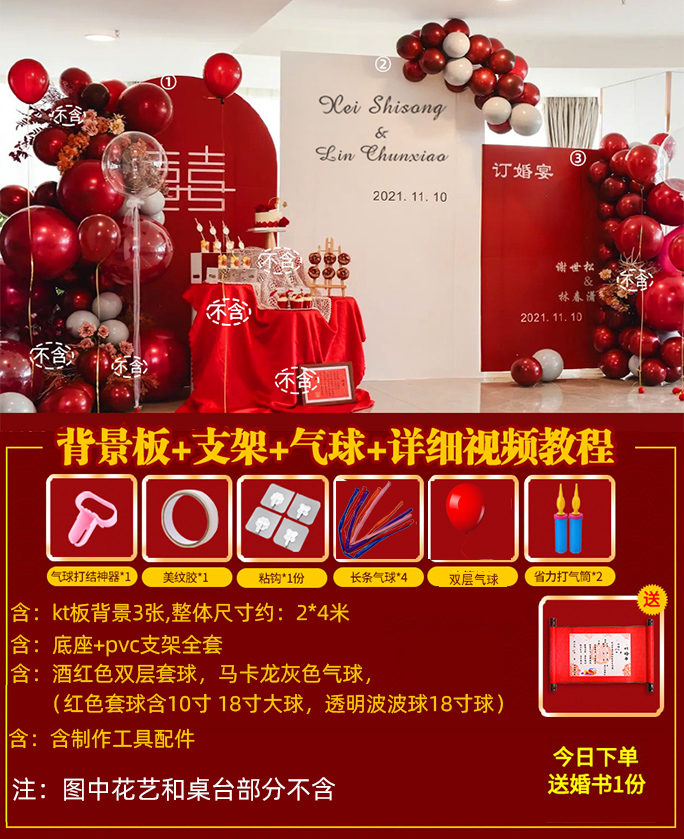 ①
②
③
不含
Xei Shisong
&
Lin Chunxiao
2021. 11. 10
囍
订婚宴
谢世松
&
林春潇
2021. 11. 10
不含
不含
不含
不含
不含
不含
背景板+支架+气球+详细视频教程
气球打结神器*1
美纹胶*1
粘钩*1份
长条气球*4
双层气球
省力打气筒*2
含：kt板背景3张,整体尺寸约：2*4米
含：底座+pvc支架全套
含：酒红色双层套球，马卡龙灰色气球，
（红色套球含10寸 18寸大球，透明波波球18寸球）
含：含制作工具配件
注：图中花艺和桌台部分不含
送
今日下单
送婚书1份